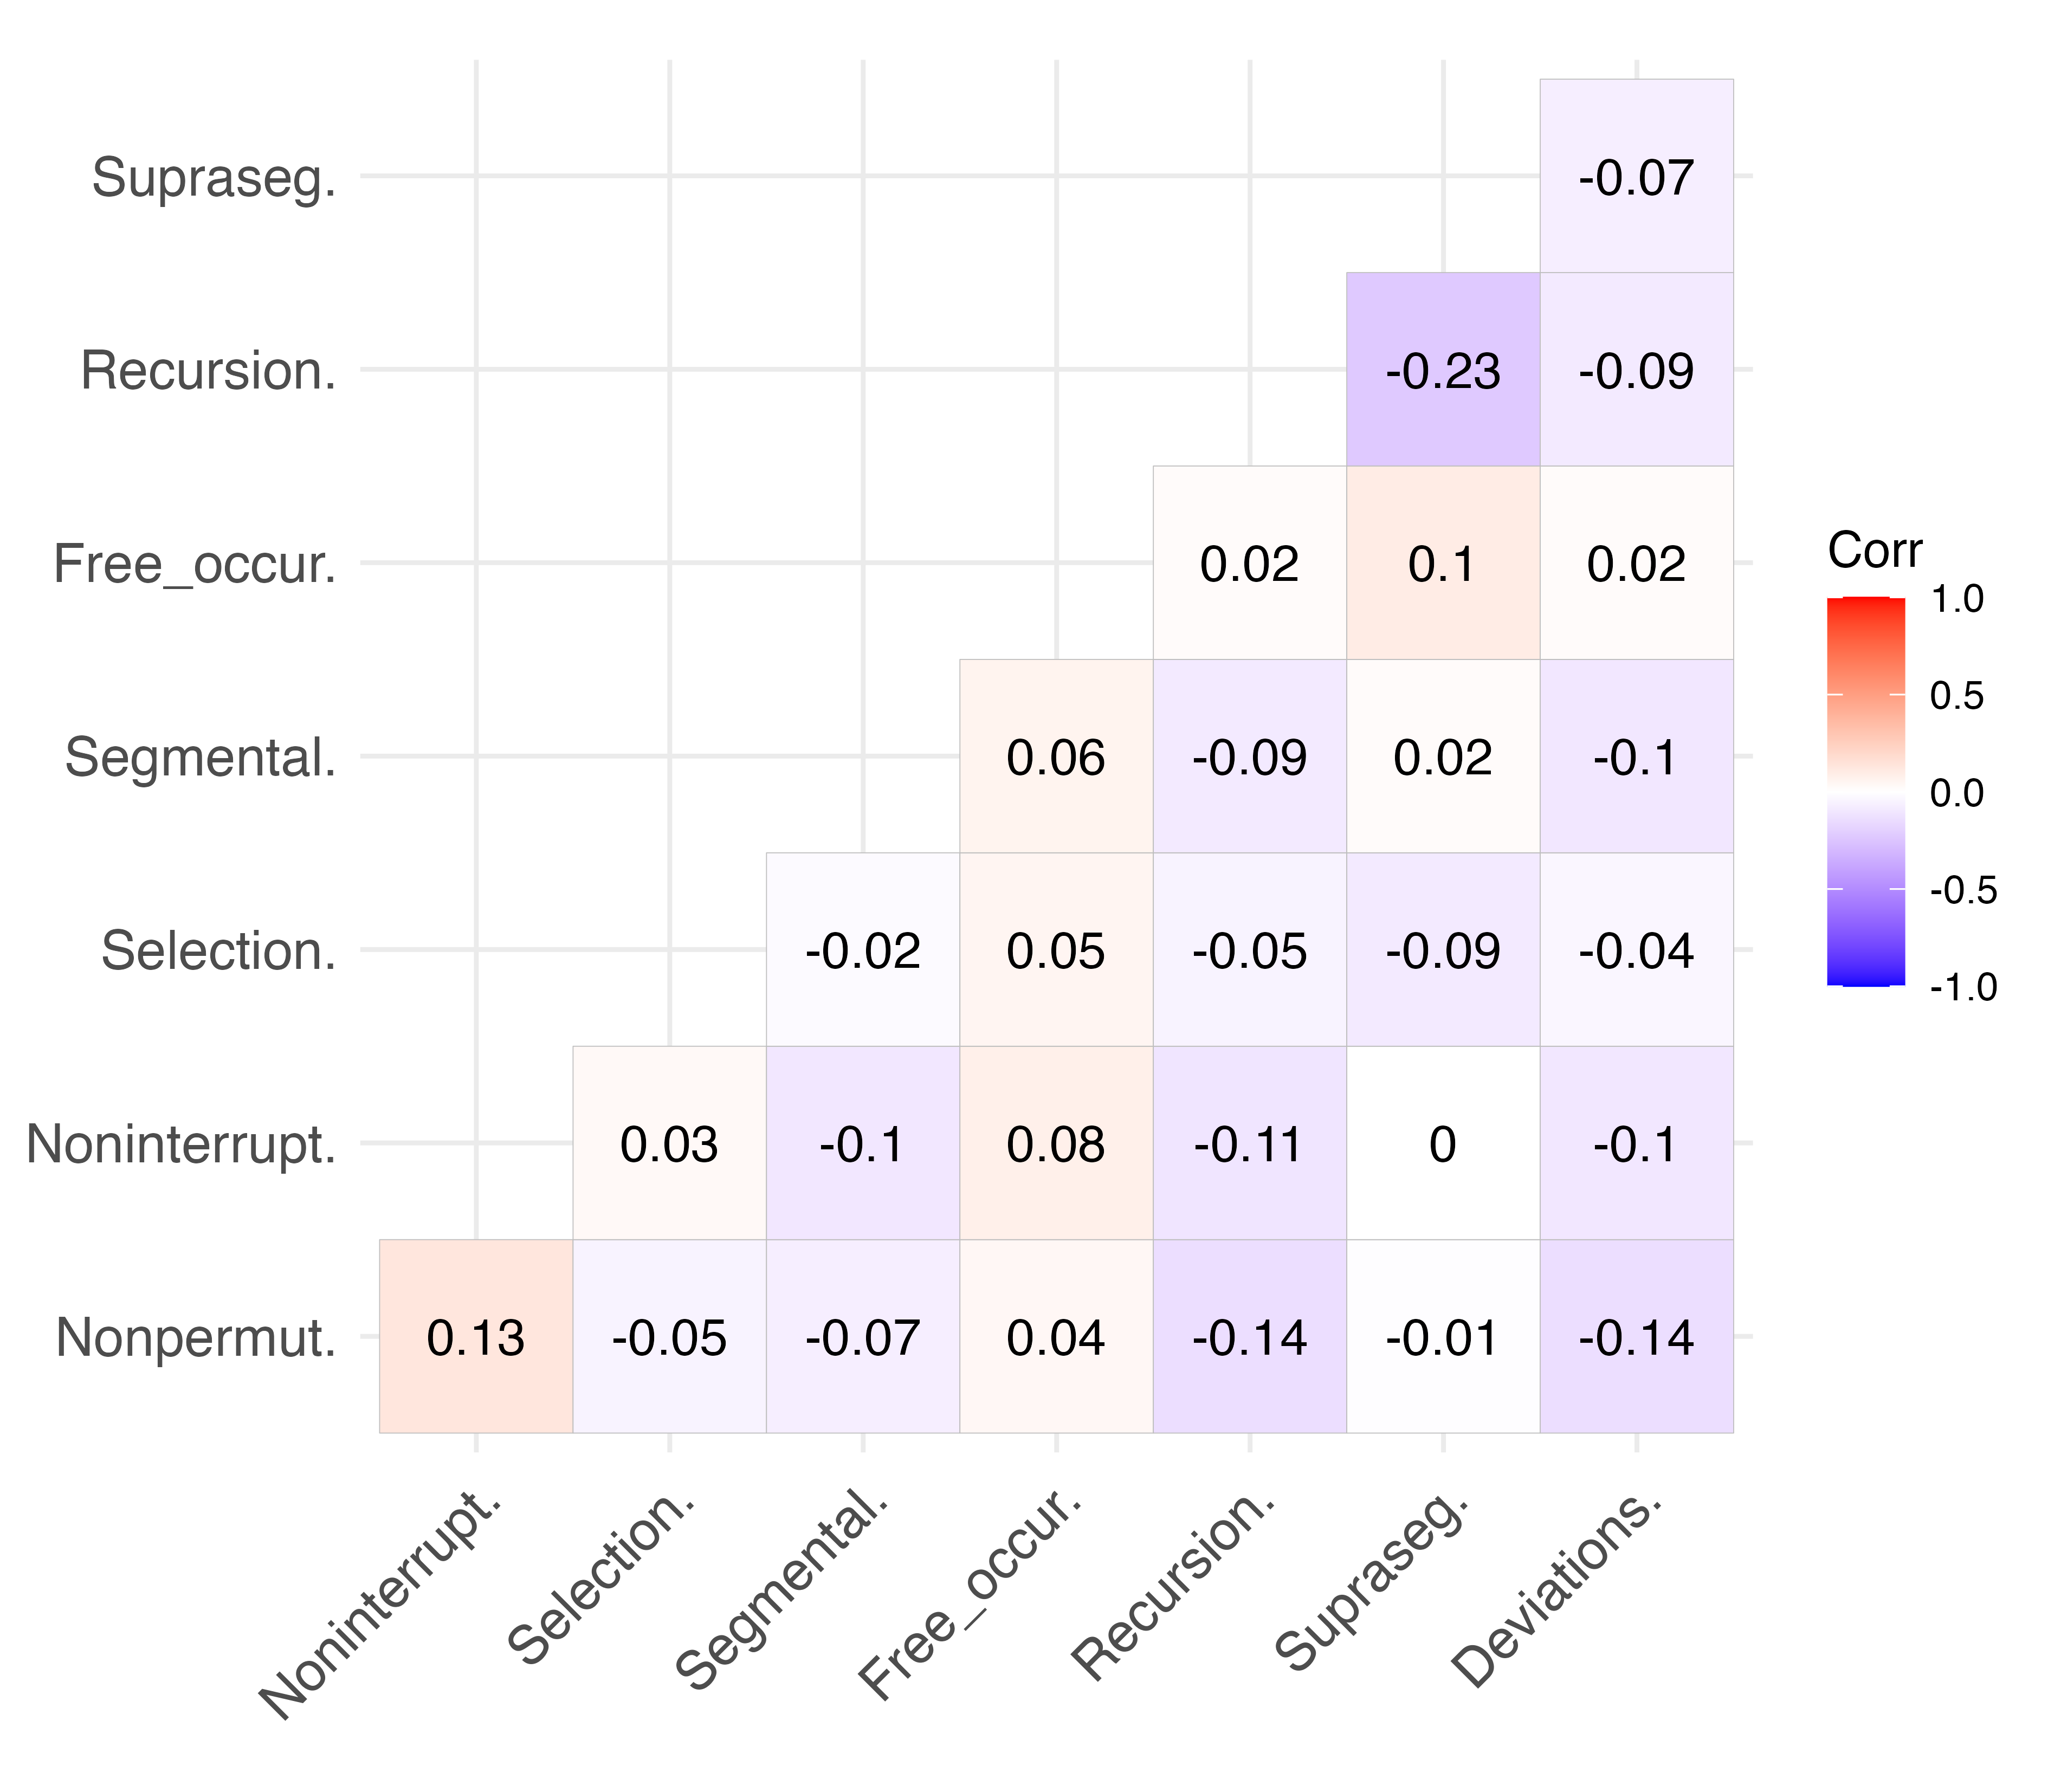 Supraseg. -0.07
Recursion. -0.23 -0.09
Free_occur. 0.02 0.1 0.02
Segmental. 0.06 -0.09 0.02 -0.1
Selection. -0.02 0.05 -0.05 -0.09 -0.04
Noninterrupt. 0.03 -0.1 0.08 -0.11 0 -0.1
Nonpermut. 0.13 -0.05 -0.07 0.04 -0.14 -0.01 -0.14
Noninterrupt.
Selection.
Segmental.
Free_occur.
Recursion.
Supraseg.
Deviations.
Corr
1.0
0.5
0.0
-0.5
-1.0